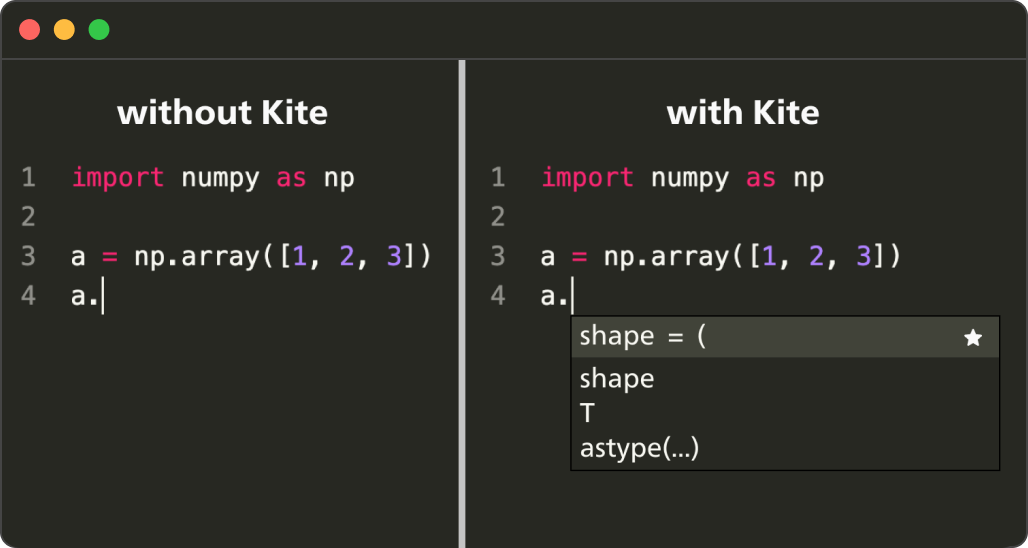 without Kite
1 import numpy as np
2
3 a = np.array([1, 2, 3])
4 a.
with Kite
1 import numpy as np
2
3 a = np.array([1, 2, 3])
4 a.
shape = (
shape
T
astype(...)